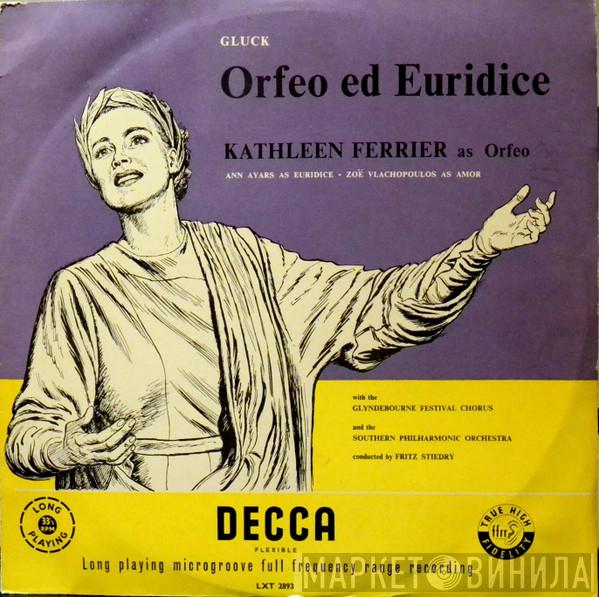 GLUCK
Orfeo ed Euridice
KATHLEEN FERRIER as Orfeo
ANN AYARS AS EURIDICE · ZOË VLACHOPOULOS AS AMOR
with the
GLYNDEBOURNE FESTIVAL CHORUS
and the
SOUTHERN PHILHARMONIC ORCHESTRA
conducted by FRITZ STIEDRY
LONG
33⅓
RPM
PLAYING
DECCA
FLEXIBLE
TRUE HIGH
ffrr
FIDELITY
Long playing microgroove full frequency range recording
LXT 2893
МАРКЕТ ВИНИЛА